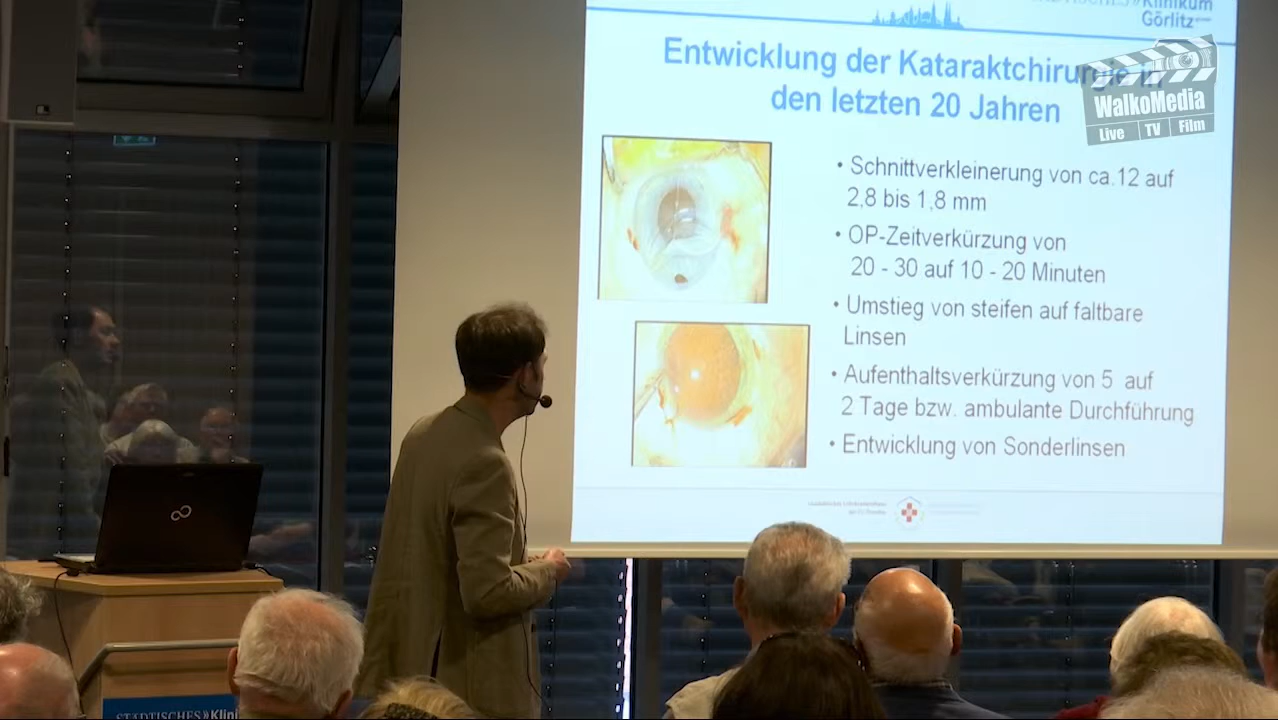 Klinikum
Görlitz
Entwicklung der Kataraktchirurgie in
den letzten 20 Jahren
WalkoMedia
Live TV Film
• Schnittverkleinerung von ca.12 auf
2,8 bis 1,8 mm
• OP-Zeitverkürzung von
20 - 30 auf 10 - 20 Minuten
• Umstieg von steifen auf faltbare
Linsen
• Aufenthaltsverkürzung von 5 auf
2 Tage bzw. ambulante Durchführung
• Entwicklung von Sonderlinsen
STÄDTISCHES»Klini